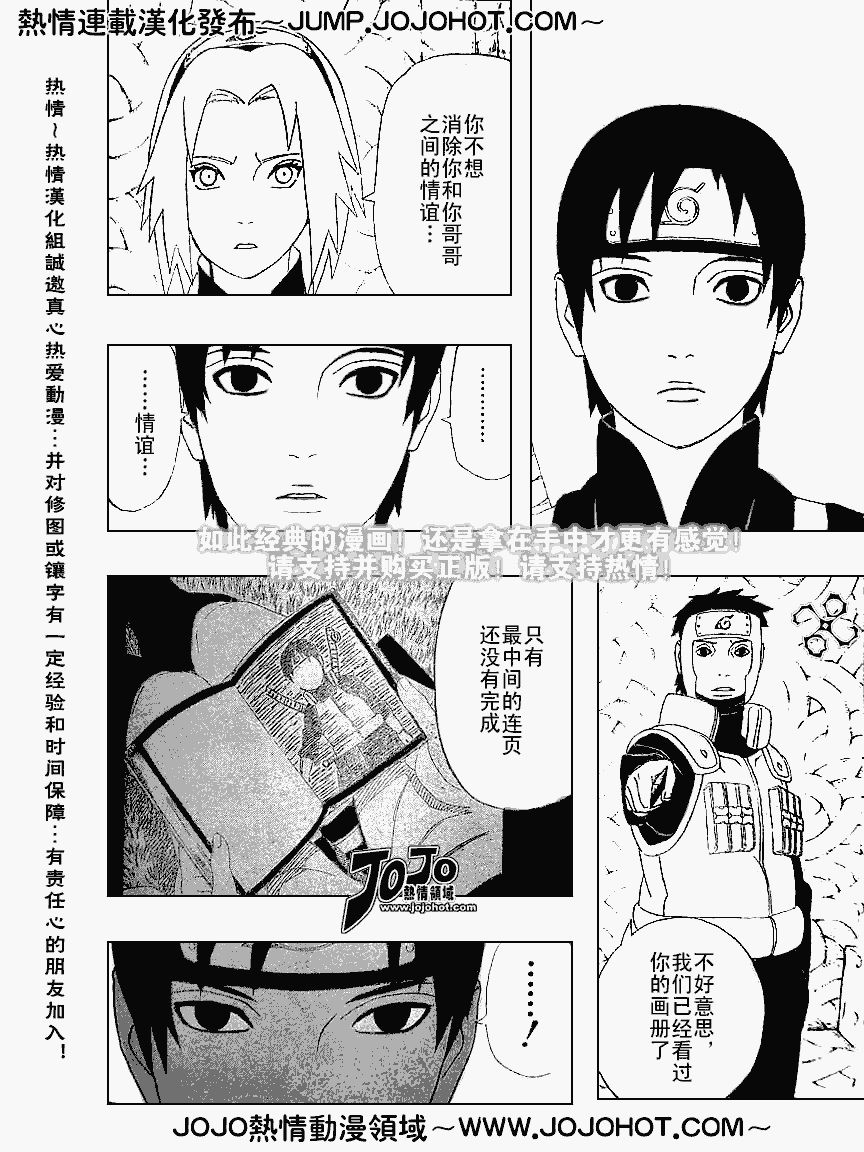 熱情連載漢化發布～JUMP.JOJOHOT.COM～
热情～热情漢化組誠邀真心热爱動漫…并对修图或镶字有一定经验和时间保障…有责任心的朋友加入！
你不想
消除你和你哥哥
之间的情谊…
………
……情谊…
如此经典的漫画！还是拿在手中才更有感觉！
请支持并购买正版！请支持热情！
不好意思，
我们已经看过
你的画册了
只有
最中间的连页
还没有完成
JOJO
熱情領域
www.jojohot.com
…！
JOJO熱情動漫領域～WWW.JOJOHOT.COM～